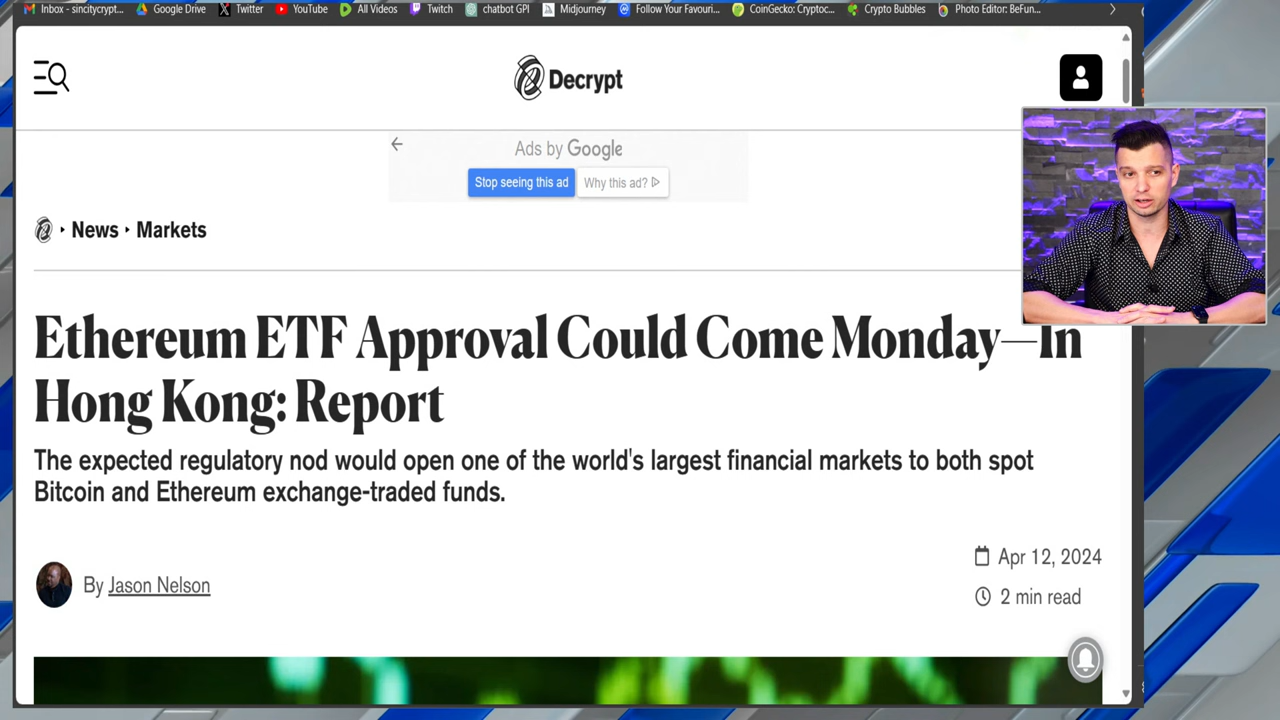 Inbox - sincitycrypt... Google Drive Twitter YouTube All Videos Twitch chatbot GPI Midjourney Follow Your Favouri... CoinGecko: Cryptoc... Crypto Bubbles Photo Editor: BeFun...
Decrypt
Ads by Google
Stop seeing this ad Why this ad?
News Markets
Ethereum ETF Approval Could Come Monday—In
Hong Kong: Report
The expected regulatory nod would open one of the world's largest financial markets to both spot
Bitcoin and Ethereum exchange-traded funds.
Apr 12, 2024
By Jason Nelson
2 min read